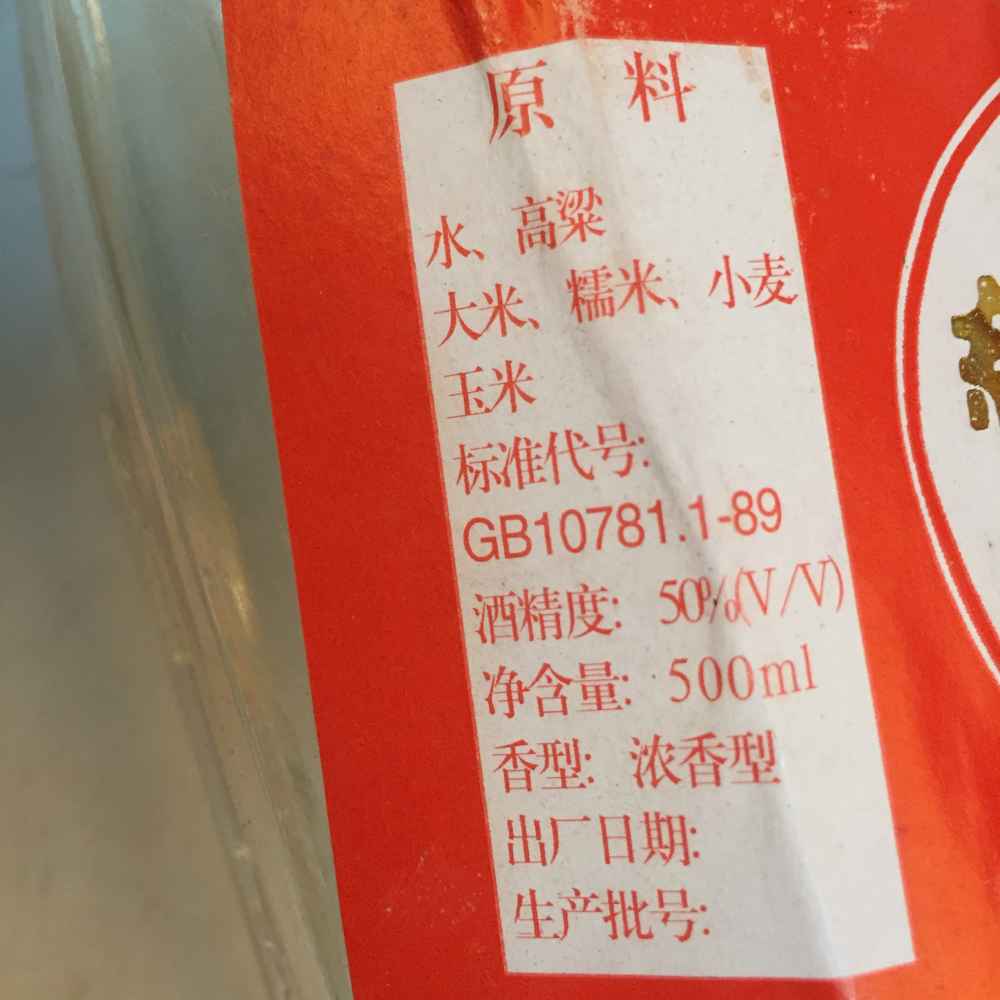 原 料
水、高粱
大米、糯米、小麦
玉米
标准代号:
GB10781.1-89
酒精度: 50%(V/V)
净含量: 500ml
香型: 浓香型
出厂日期:
生产批号: